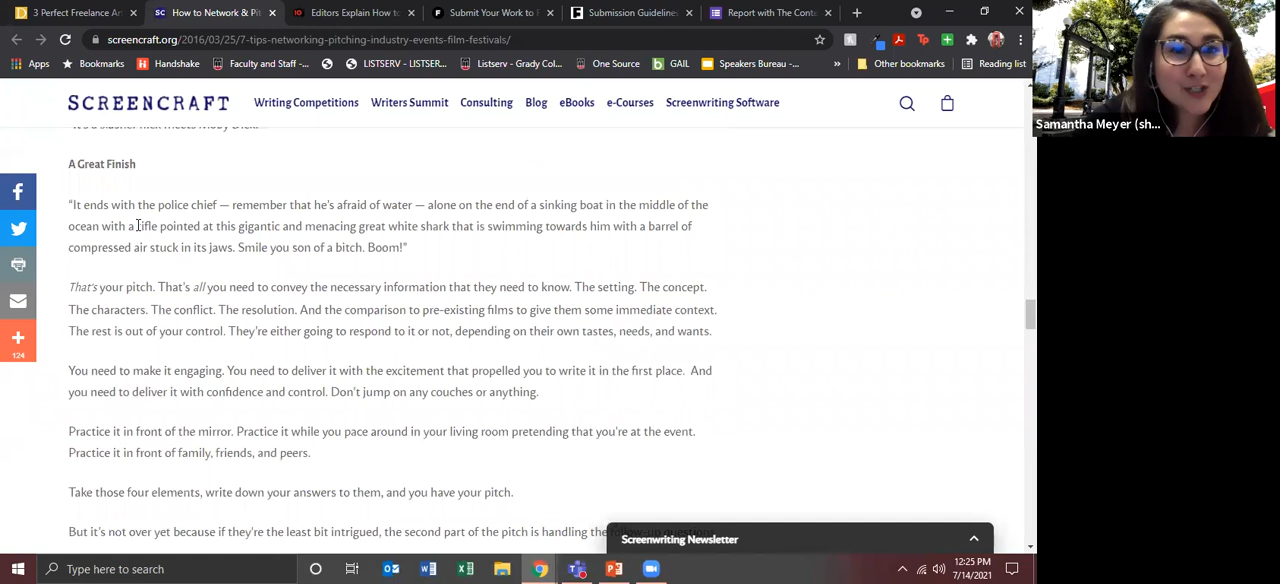 3 Perfect Freelance Ar
How to Network & Pit
Editors Explain How to
Submit Your Work to F
Submission Guidelines
Report with The Conte
screencraft.org/2016/03/25/7-tips-networking-pitching-industry-events-film-festivals/
Apps
Bookmarks
Handshake
Faculty and Staff -...
LISTSERV - LISTSER...
Listserv - Grady Col...
One Source
GAIL
Speakers Bureau -...
»
Other bookmarks
Reading list
SCREENCRAFT
Writing Competitions
Writers Summit
Consulting
Blog
eBooks
e-Courses
Screenwriting Software
Samantha Meyer (sh...
"It's a slasher flick meets Moby Dick."
A Great Finish
“It ends with the police chief — remember that he’s afraid of water — alone on the end of a sinking boat in the middle of the
ocean with a rifle pointed at this gigantic and menacing great white shark that is swimming towards him with a barrel of
compressed air stuck in its jaws. Smile you son of a bitch. Boom!”
That’s your pitch. That’s all you need to convey the necessary information that they need to know. The setting. The concept.
The characters. The conflict. The resolution. And the comparison to pre-existing films to give them some immediate context.
The rest is out of your control. They’re either going to respond to it or not, depending on their own tastes, needs, and wants.
124
You need to make it engaging. You need to deliver it with the excitement that propelled you to write it in the first place. And
you need to deliver it with confidence and control. Don’t jump on any couches or anything.
Practice it in front of the mirror. Practice it while you pace around in your living room pretending that you’re at the event.
Practice it in front of family, friends, and peers.
Take those four elements, write down your answers to them, and you have your pitch.
But it’s not over yet because if they’re the least bit intrigued, the second part of the pitch is handling the follow-up questions
Screenwriting Newsletter
Type here to search
12:25 PM
7/14/2021